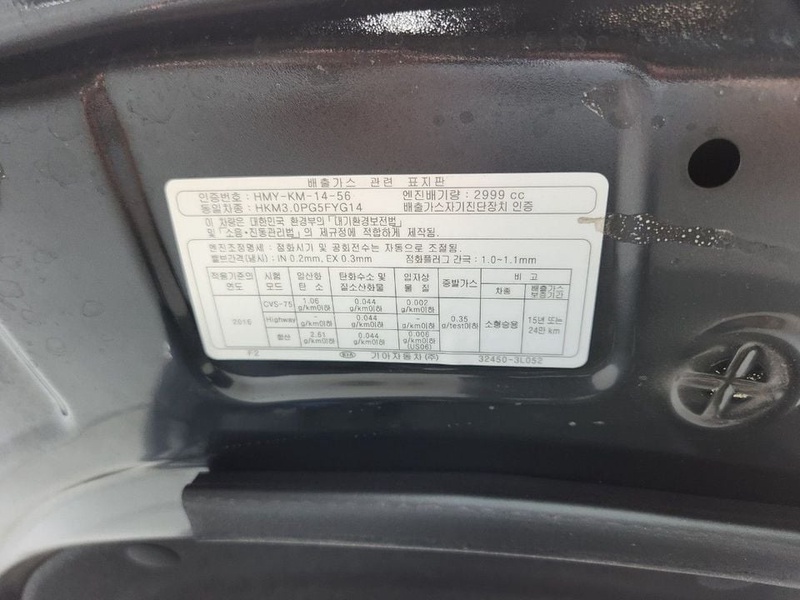 배출가스 관련 표지판
인증번호 : HMY-KM-14-56 엔진배기량 : 2999 cc
동일차종 : HKM3.0PG5FYG14 배출가스자기진단장치 인증
이 차량은 대한민국 환경부의 「대기환경보전법」
및 「소음·진동관리법」의 제규정에 적합하게 제작됨.
엔진조정명세 : 점화시기 및 공회전수는 자동으로 조절됨.
밸브간격(냉시) : IN 0.2mm, EX 0.3mm 점화플러그 간극 : 1.0~1.1mm
적용기준의 연도 시험 모드 일산화 탄소 탄화수소 및 질소산화물 입자상 물질 증발가스 비고
차종 배출가스 보증기간
2016 CVS-75 1.06 g/km이하 0.044 g/km이하 0.002 g/km이하 0.35 g/test이하 소형승용 15년 또는 24만 km
Highway - g/km이하 0.044 g/km이하 - g/km이하
합산 2.61 g/km이하 0.044 g/km이하 0.006 g/km이하 (US06)
F2 KIA 기아자동차(주) 32450-3L052